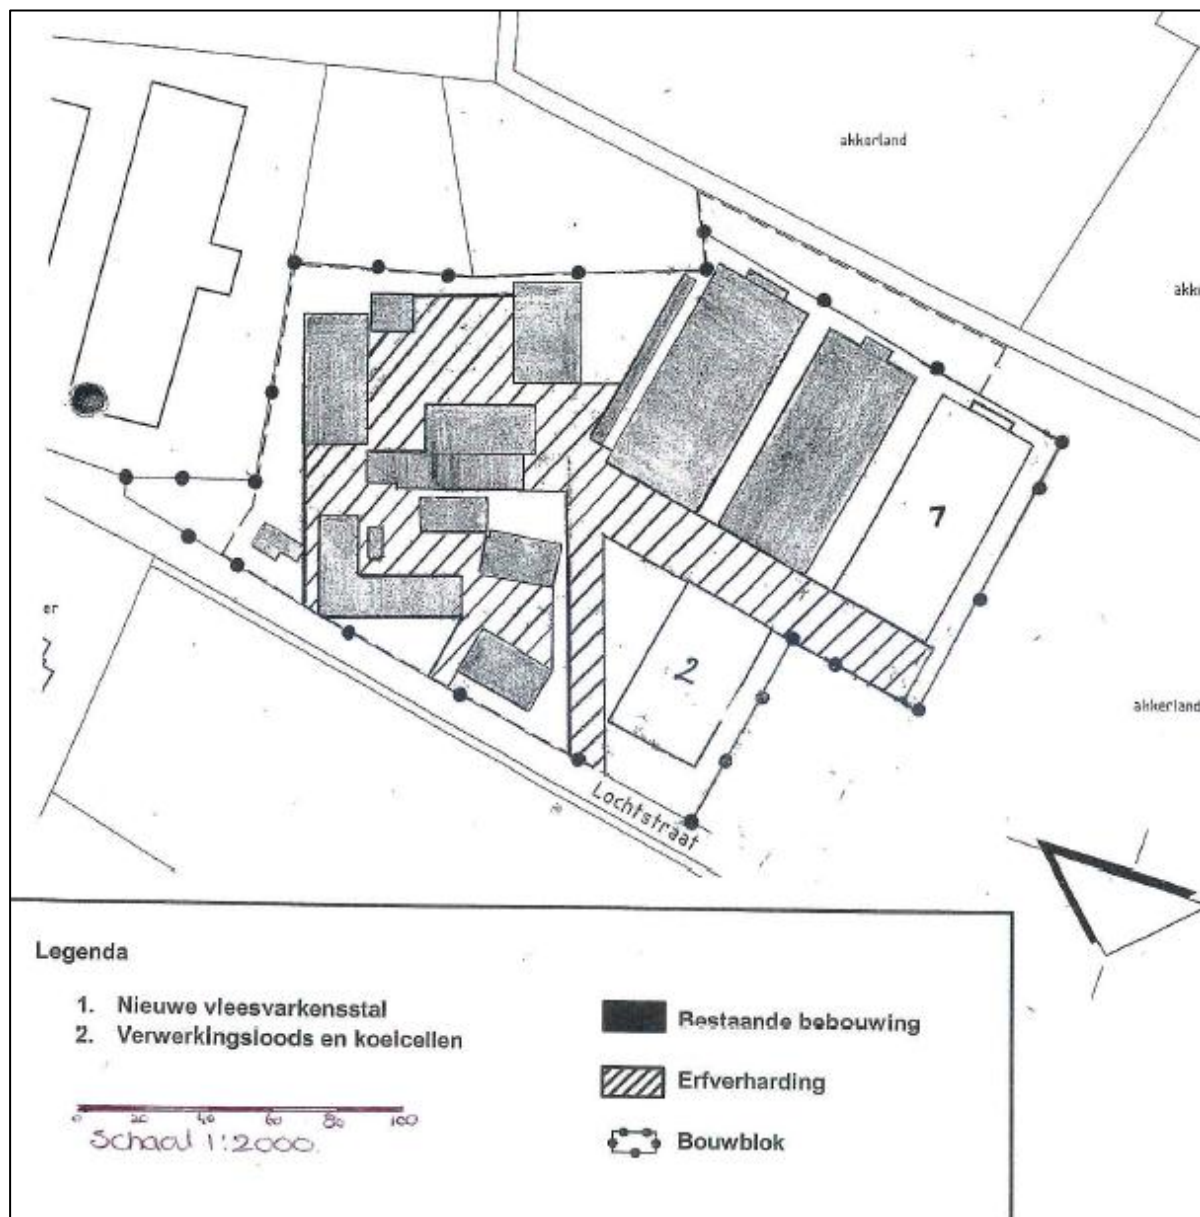 akkerland
akk
er
1
2
akkerland
Lochtstraat
Legenda
1. Nieuwe vleesvarkensstal
2. Verwerkingsloods en koelcellen
Bestaande bebouwing
Erfverharding
Bouwblok
0 20 40 60 80 100
Schaal 1:2000.